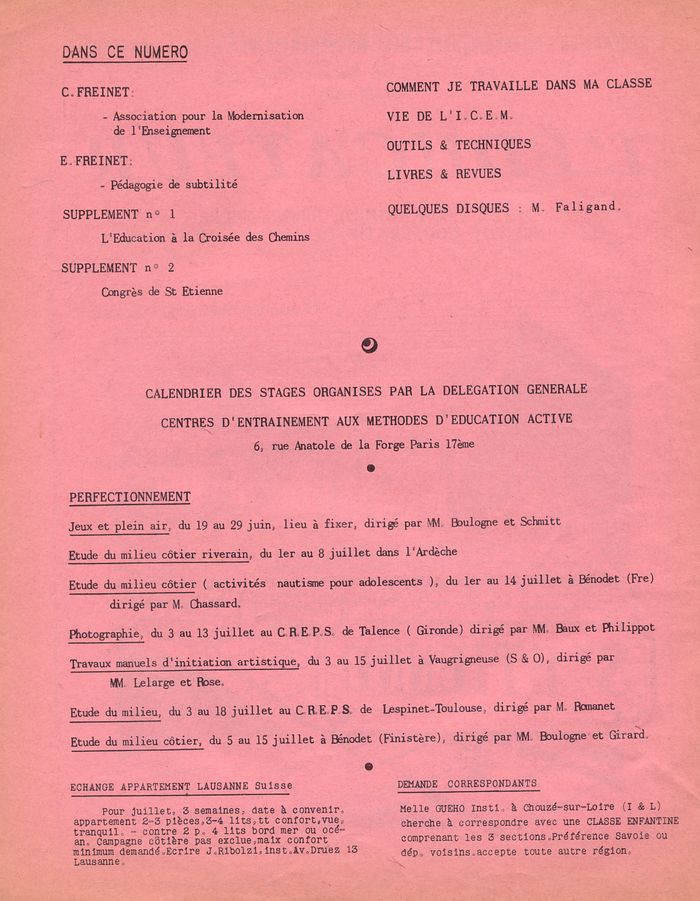 DANS CE NUMERO
C. FREINET:
- Association pour la Modernisation
de l'Enseignement
E. FREINET:
- Pédagogie de subtilité
SUPPLEMENT n° 1
L'Education à la Croisée des Chemins
SUPPLEMENT n° 2
Congrès de St Etienne
COMMENT JE TRAVAILLE DANS MA CLASSE
VIE DE L'I.C.E.M.
OUTILS & TECHNIQUES
LIVRES & REVUES
QUELQUES DISQUES : M. Faligand.
CALENDRIER DES STAGES ORGANISES PAR LA DELEGATION GENERALE
CENTRES D'ENTRAINEMENT AUX METHODES D'EDUCATION ACTIVE
6, rue Anatole de la Forge Paris 17ème
PERFECTIONNEMENT
Jeux et plein air, du 19 au 29 juin, lieu à fixer, dirigé par MM. Boulogne et Schmitt
Etude du milieu côtier riverain, du 1er au 8 juillet dans l'Ardèche
Etude du milieu côtier ( activités nautisme pour adolescents ), du 1er au 14 juillet à Bénodet (Fre)
dirigé par M. Chassard.
Photographie, du 3 au 13 juillet au C.R.E.P.S. de Talence ( Gironde) dirigé par MM. Baux et Philippot
Travaux manuels d'initiation artistique, du 3 au 15 juillet à Vaugrigneuse (S & O), dirigé par
MM. Lelarge et Rose.
Etude du milieu, du 3 au 18 juillet au C.R.E.P.S. de Lespinet-Toulouse, dirigé par M. Romanet
Etude du milieu côtier, du 5 au 15 juillet à Bénodet (Finistère), dirigé par MM. Boulogne et Girard.
ECHANGE APPARTEMENT LAUSANNE Suisse
Pour juillet, 3 semaines, date à convenir.
appartement 2-3 pièces,3-4 lits,tt confort,vue,
tranquil. - contre 2 p. 4 lits bord mer ou océ-
an. Campagne côtière pas exclue,maix confort
minimum demandé.Ecrire J.Ribolzi,inst.Av.Druez 13
Lausanne.
DEMANDE CORRESPONDANTS
Melle GUEHO Insti. à Chouzé-sur-Loire (I & L)
cherche à correspondre avec une CLASSE ENFANTINE
comprenant les 3 sections.Préférence Savoie ou
dép. voisins.accepte toute autre région.